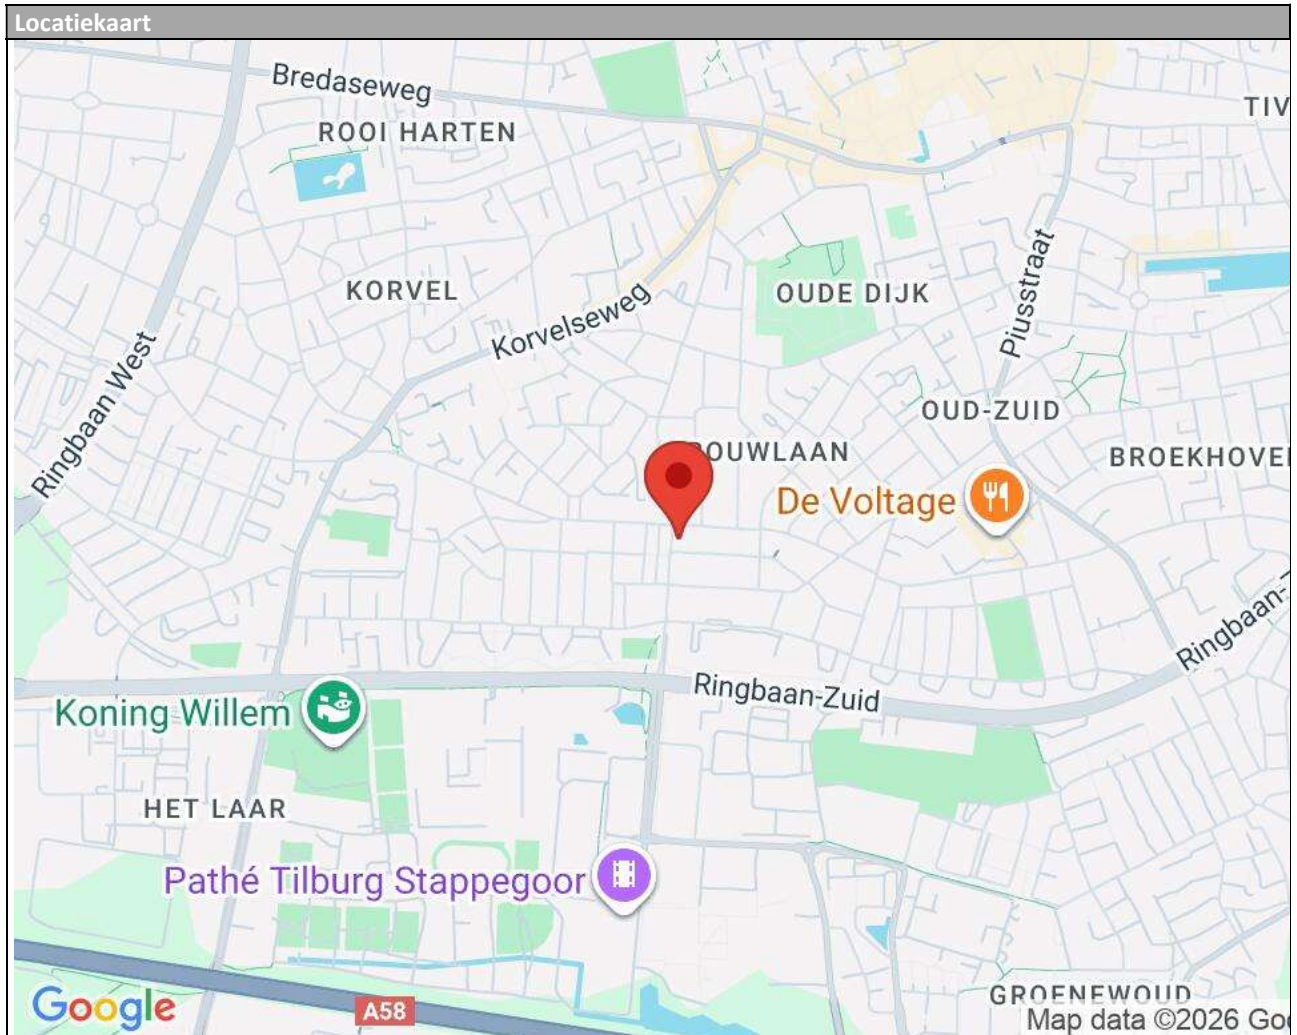 Locatiekaart
Bredaseweg
ROOI HARTEN
TIV
KORVEL
OUDE DIJK
Piusstraat
Korvelseweg
Ringbaan West
OUD-ZUID
OUWLAAN
BROEKHOVE
De Voltage
Ringbaan-
Ringbaan-Zuid
Koning Willem
HET LAAR
Pathé Tilburg Stappegoor
GROENEWOUD
Google
A58
Map data ©2026 Goo